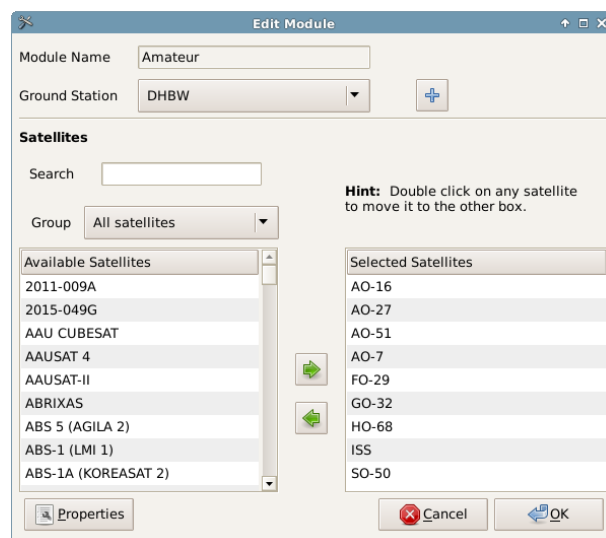 Edit Module
Module Name Amateur
Ground Station DHBW
Satellites
Search
Hint: Double click on any satellite
to move it to the other box.
Group All satellites
Available Satellites
2011-009A
2015-049G
AAU CUBESAT
AAUSAT 4
AAUSAT-II
ABRIXAS
ABS 5 (AGILA 2)
ABS-1 (LMI 1)
ABS-1A (KOREASAT 2)
Selected Satellites
AO-16
AO-27
AO-51
AO-7
FO-29
GO-32
HO-68
ISS
SO-50
Properties
Cancel
OK